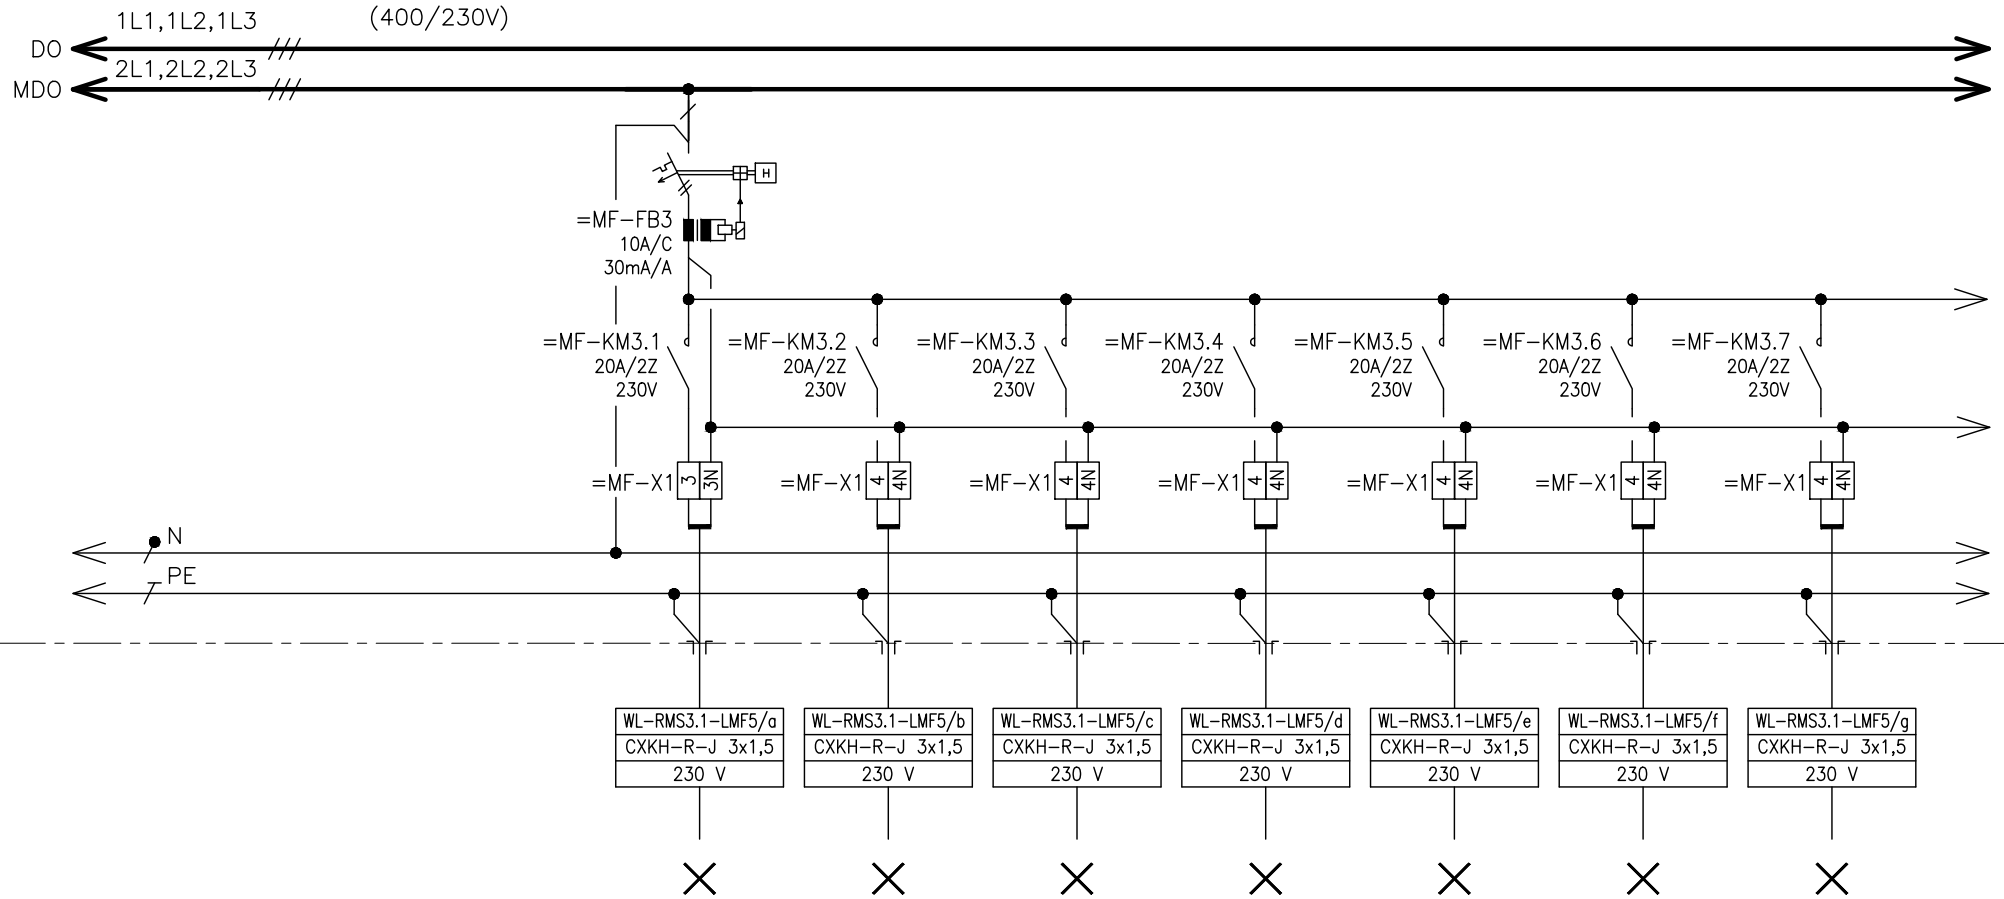 1L1,1L2,1L3 (400/230V)
DO
2L1,2L2,2L3
MDO
H
=MF-FB3
10A/C
30mA/A
=MF-KM3.1 =MF-KM3.2 =MF-KM3.3 =MF-KM3.4 =MF-KM3.5 =MF-KM3.6 =MF-KM3.7
20A/2Z 20A/2Z 20A/2Z 20A/2Z 20A/2Z 20A/2Z 20A/2Z
230V 230V 230V 230V 230V 230V 230V
=MF-X1 3 3N =MF-X1 4 4N =MF-X1 4 4N =MF-X1 4 4N =MF-X1 4 4N =MF-X1 4 4N =MF-X1 4 4N
N
PE
WL-RMS3.1-LMF5/a WL-RMS3.1-LMF5/b WL-RMS3.1-LMF5/c WL-RMS3.1-LMF5/d WL-RMS3.1-LMF5/e WL-RMS3.1-LMF5/f WL-RMS3.1-LMF5/g
CXKH-R-J 3x1,5 CXKH-R-J 3x1,5 CXKH-R-J 3x1,5 CXKH-R-J 3x1,5 CXKH-R-J 3x1,5 CXKH-R-J 3x1,5 CXKH-R-J 3x1,5
230 V 230 V 230 V 230 V 230 V 230 V 230 V